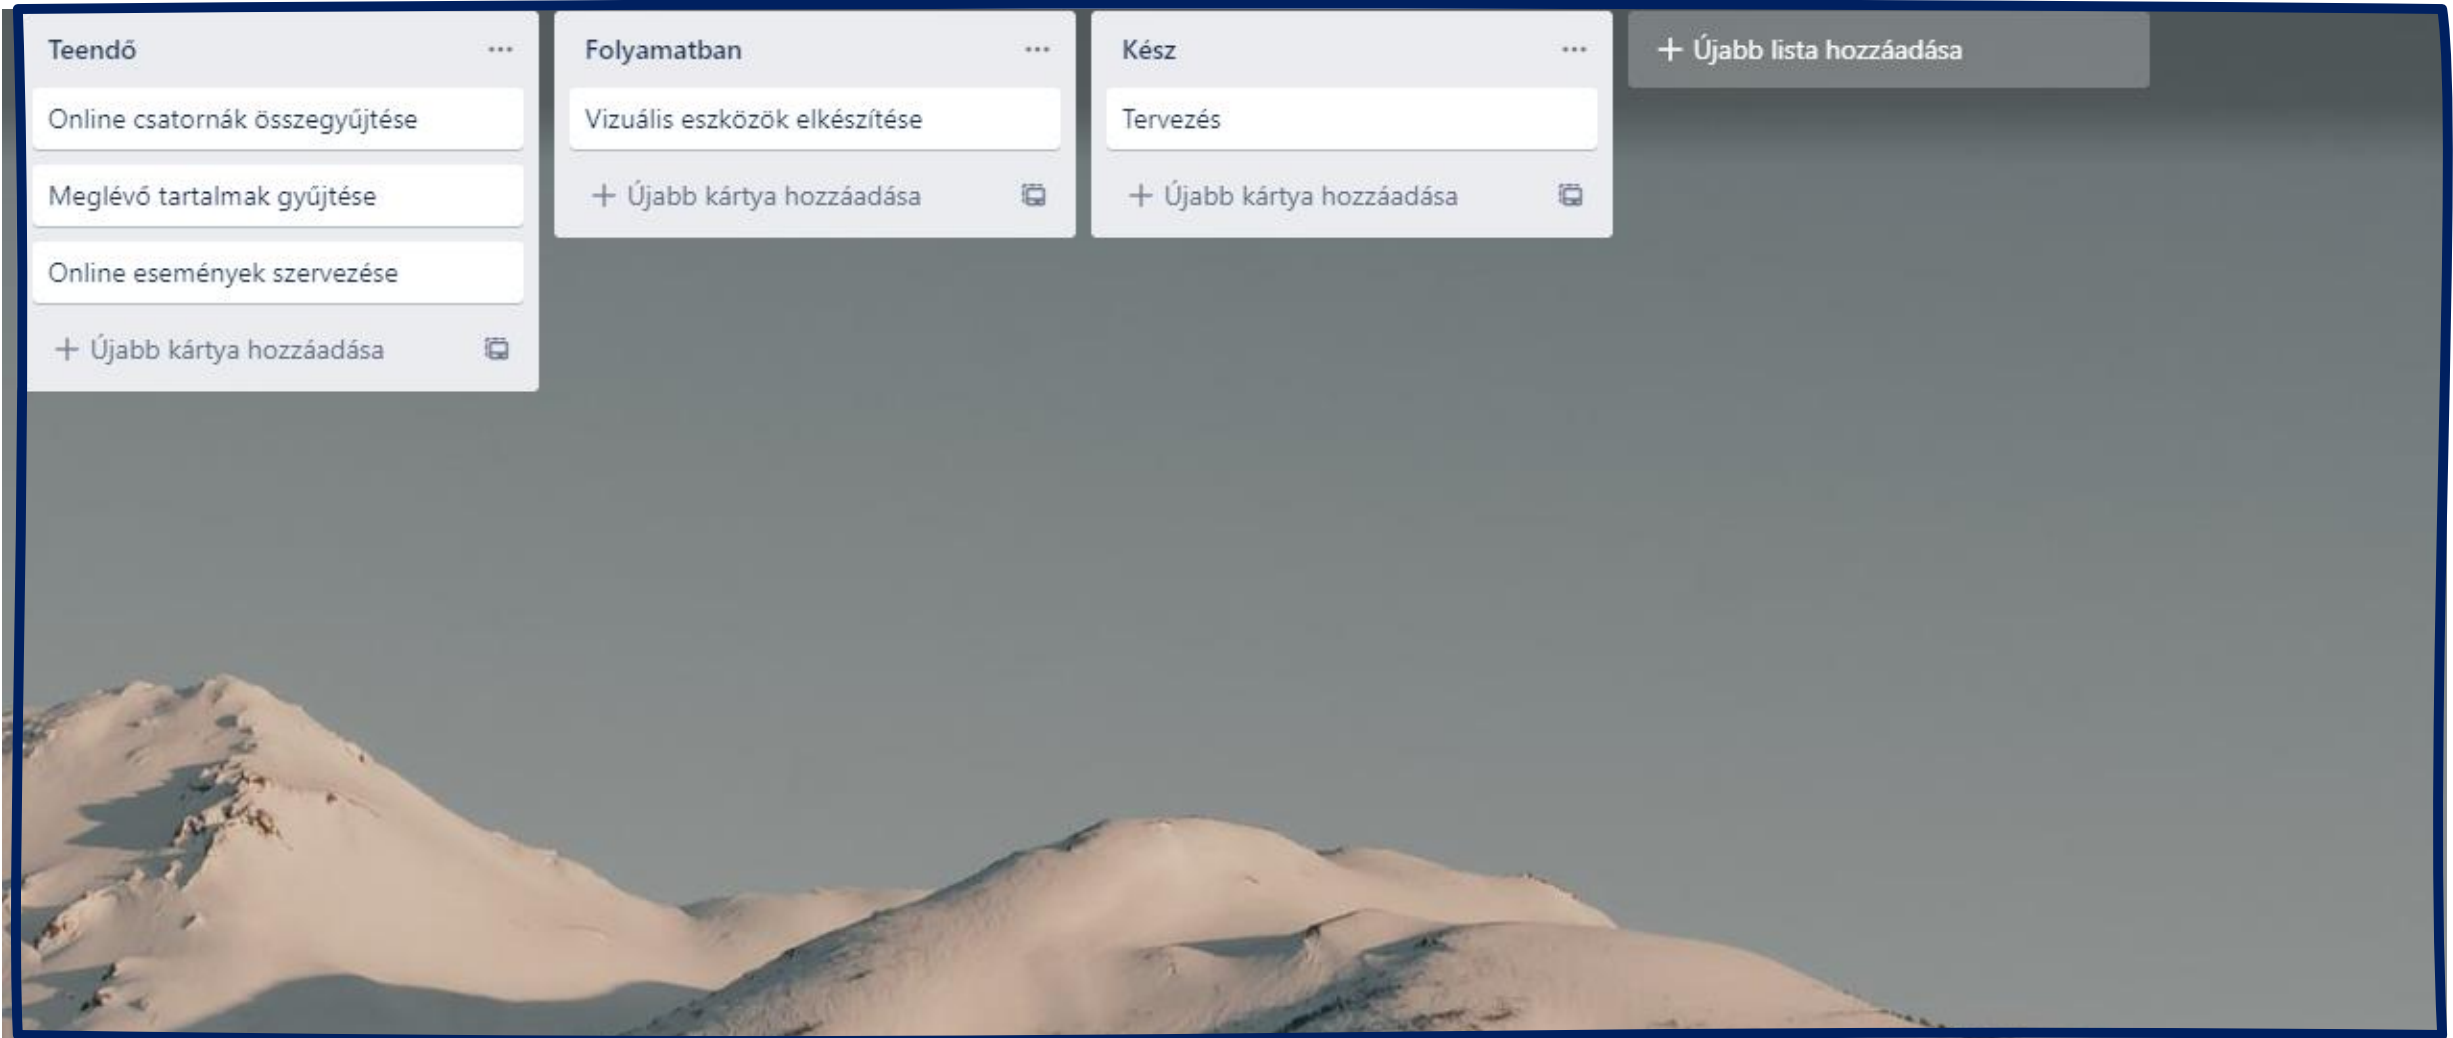 Teendő
Online csatornák összegyűjtése
Meglévő tartalmak gyűjtése
Online események szervezése
+ Újabb kártya hozzáadása
Folyamatban
Vizuális eszközök elkészítése
+ Újabb kártya hozzáadása
Kész
Tervezés
+ Újabb kártya hozzáadása
+ Újabb lista hozzáadása